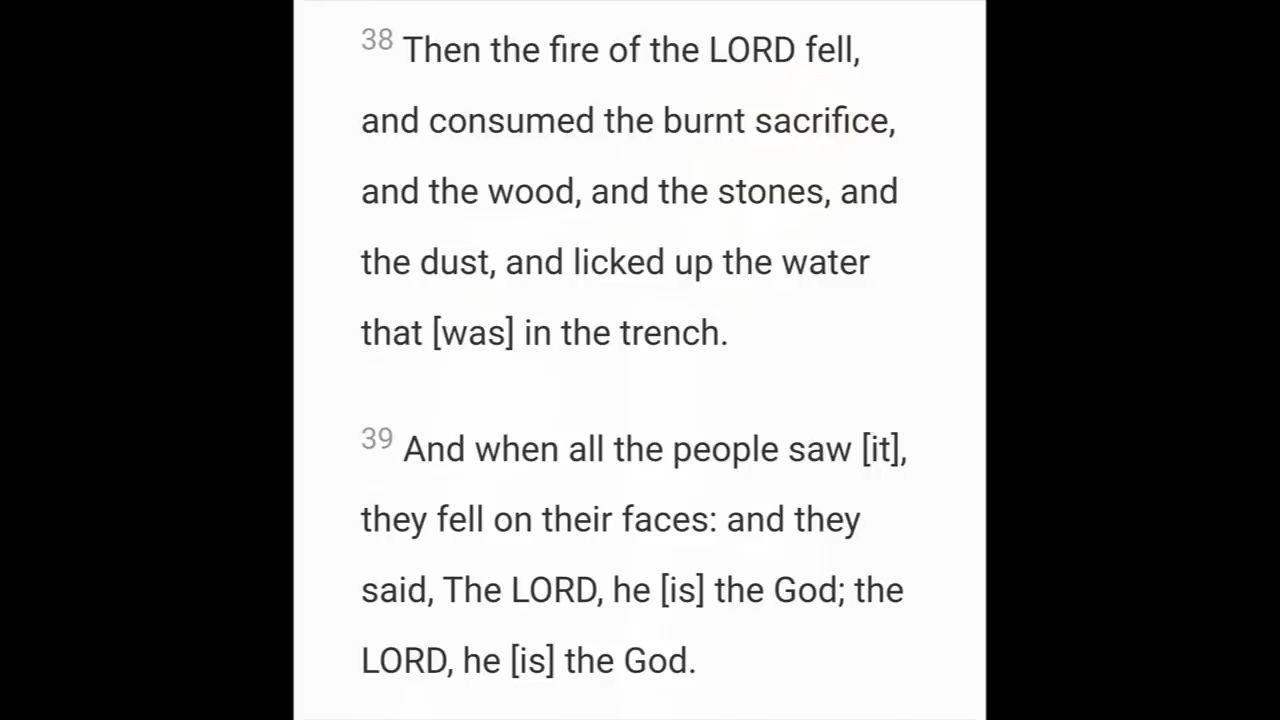 38 Then the fire of the LORD fell,
and consumed the burnt sacrifice,
and the wood, and the stones, and
the dust, and licked up the water
that [was] in the trench.
39 And when all the people saw [it],
they fell on their faces: and they
said, The LORD, he [is] the God; the
LORD, he [is] the God.